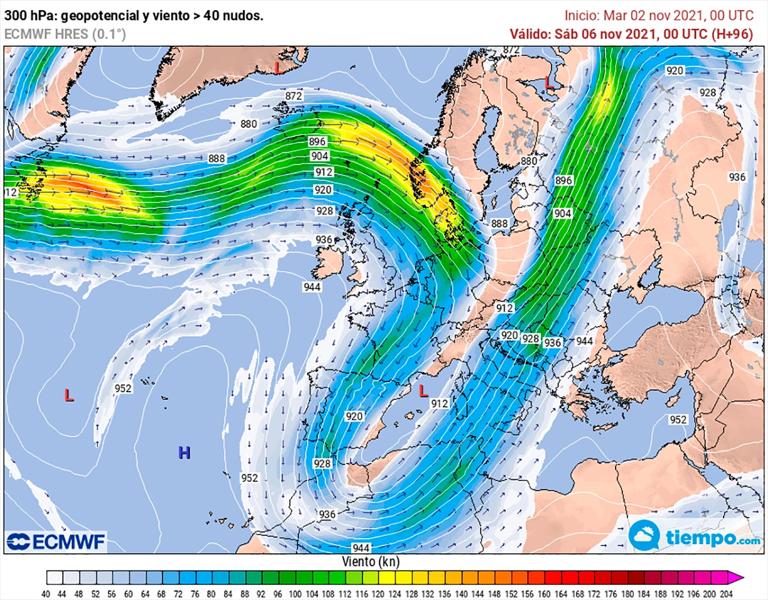 300 hPa: geopotencial y viento > 40 nudos.
Inicio: Mar 02 nov 2021, 00 UTC
ECMWF HRES (0.1°)
Válido: Sáb 06 nov 2021, 00 UTC (H+96)
872
L
L
920
872
928
880
896
888
904
880
912
896
936
912
920
904
928
888
936
944
912
920
928
936
944
952
L
L
912
920
952
H
928
952
936
944
ECMWF
tiempo.com
Viento (kn)
40 44 48 52 56 60 64 68 72 76 80 84 88 92 96 100 104 108 112 116 120 124 128 132 136 140 144 148 152 156 160 164 168 172 176 180 184 188 192 196 200 204